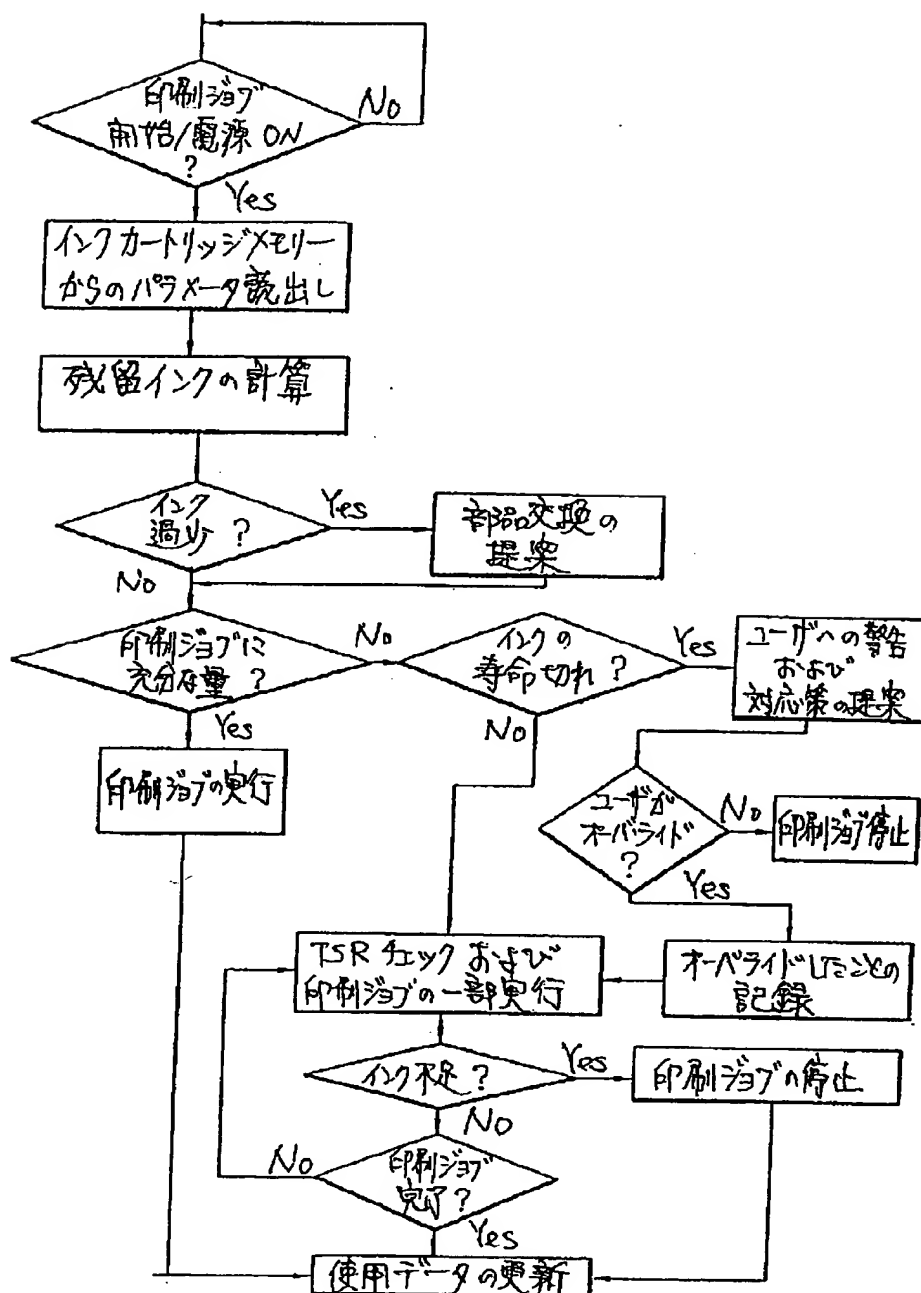 印刷ジョブ
開始/電源 ON
?
No
Yes
インクカートリッジメモリー
からのパラメータ読出し
残留インクの計算
インク
過少?
Yes
部品交換の
提案
No
印刷ジョブに
充分な量?
No
インクの
寿命切れ?
Yes
ユーザへの警告
および
対応策の提案
Yes
No
印刷ジョブの実行
ユーザが
オーバライド
?
No
印刷ジョブ停止
Yes
TSRチェックおよび
印刷ジョブの一部実行
オーバライドしたことの
記録
インク不足?
Yes
印刷ジョブの停止
No
No
印刷ジョブ
完了?
Yes
使用データの更新